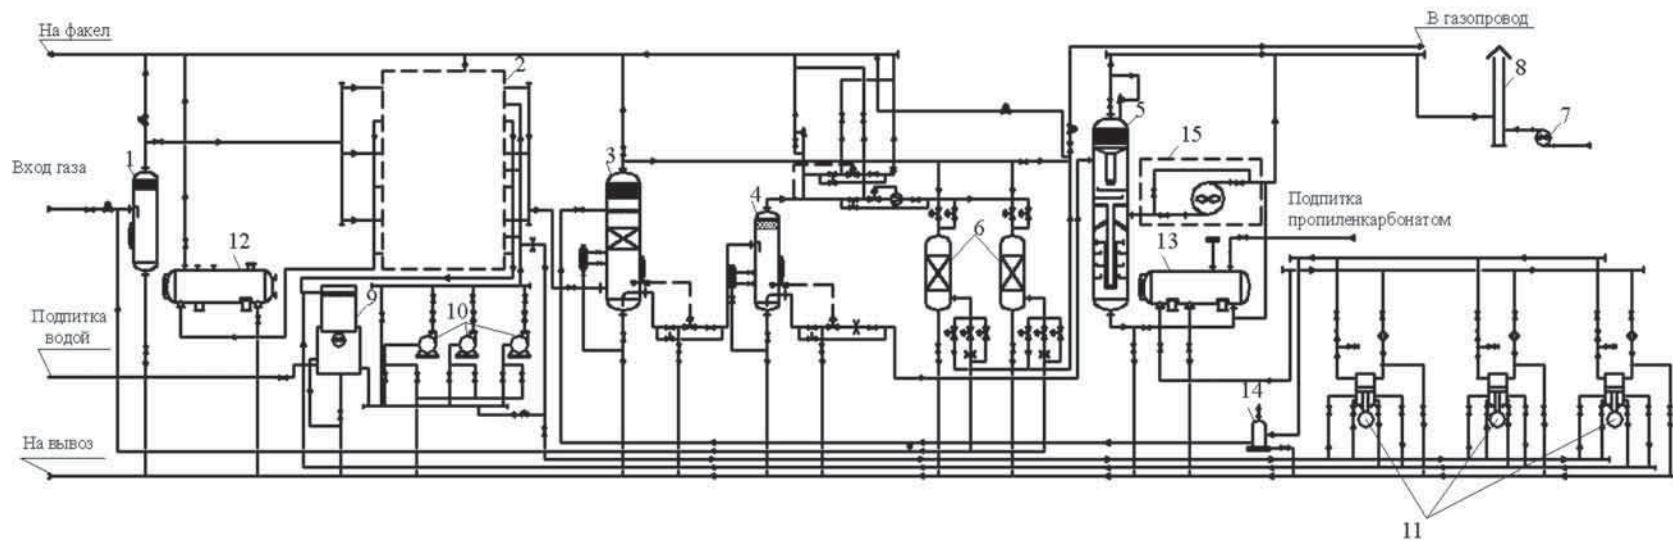 На факел
В газопровод
2
8
7
5
15
1
3
Вход газа
4
Подпитка
пропиленкарбонатом
6
12
13
9
10
Подпитка
водой
14
На вывоз
11